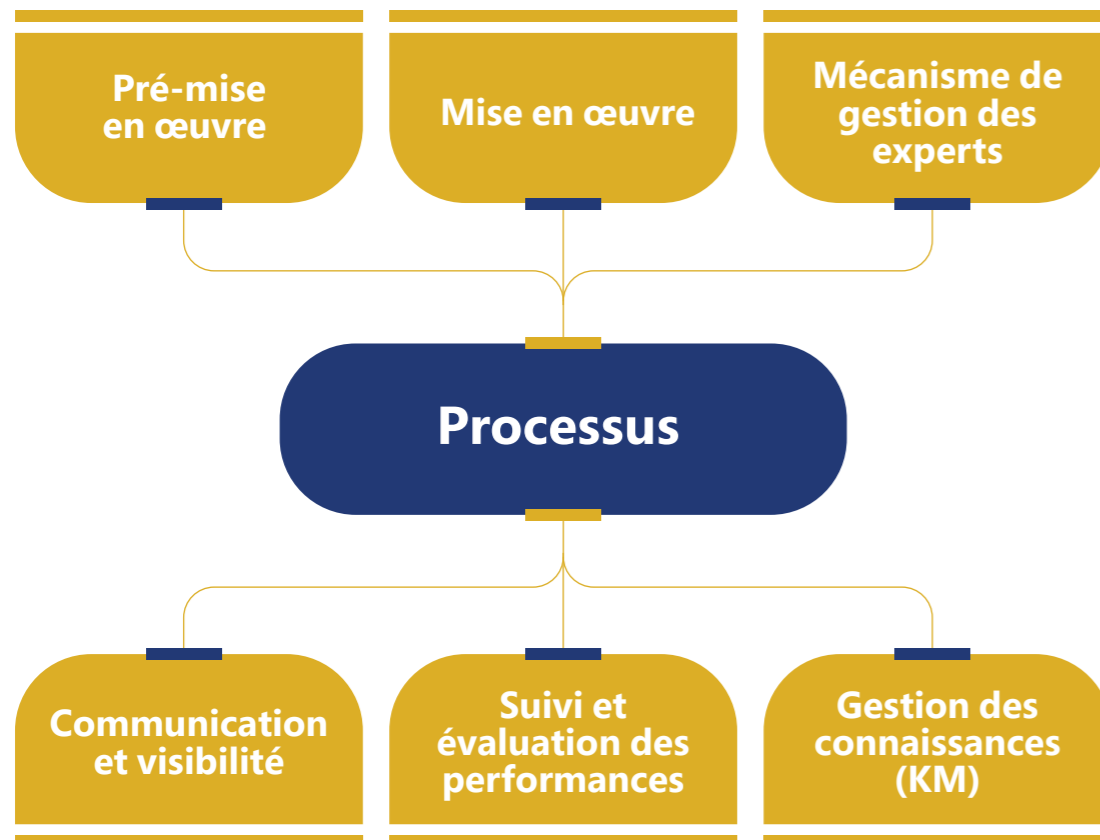 Pré-mise
en œuvre
Mise en œuvre
Mécanisme de
gestion des
experts
Processus
Communication
et visibilité
Suivi et
évaluation des
performances
Gestion des
connaissances
(KM)